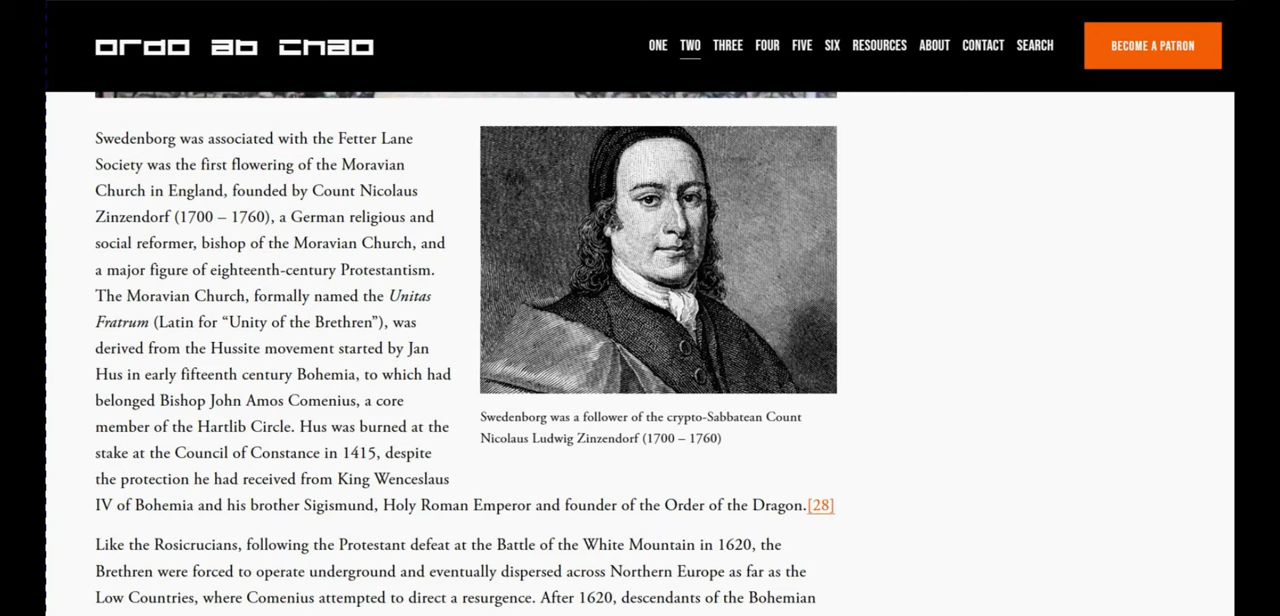 ordo ab chao
ONE TWO THREE FOUR FIVE SIX RESOURCES ABOUT CONTACT SEARCH BECOME A PATRON
Swedenborg was associated with the Fetter Lane
Society was the first flowering of the Moravian
Church in England, founded by Count Nicolaus
Zinzendorf (1700 – 1760), a German religious and
social reformer, bishop of the Moravian Church, and
a major figure of eighteenth-century Protestantism.
The Moravian Church, formally named the Unitas
Fratrum (Latin for “Unity of the Brethren”), was
derived from the Hussite movement started by Jan
Hus in early fifteenth century Bohemia, to which had
belonged Bishop John Amos Comenius, a core
member of the Hartlib Circle. Hus was burned at the
stake at the Council of Constance in 1415, despite
the protection he had received from King Wenceslaus
IV of Bohemia and his brother Sigismund, Holy Roman Emperor and founder of the Order of the Dragon.[28]
Swedenborg was a follower of the crypto-Sabbatean Count
Nicolaus Ludwig Zinzendorf (1700 – 1760)
Like the Rosicrucians, following the Protestant defeat at the Battle of the White Mountain in 1620, the
Brethren were forced to operate underground and eventually dispersed across Northern Europe as far as the
Low Countries, where Comenius attempted to direct a resurgence. After 1620, descendants of the Bohemian